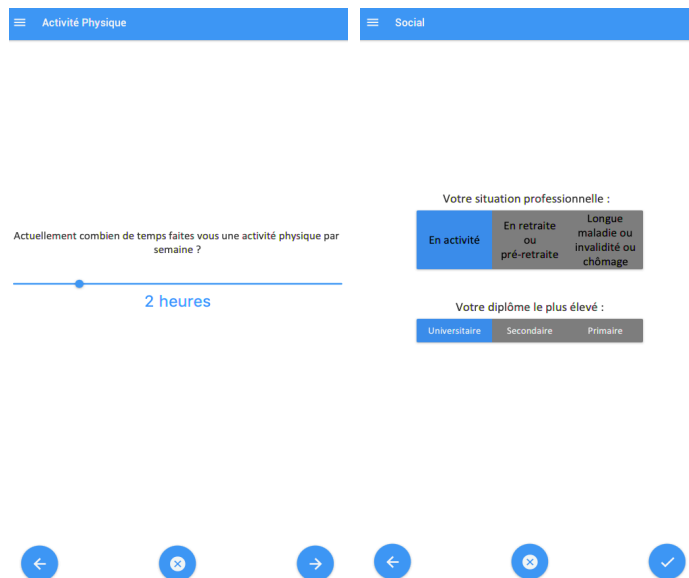 Activité Physique
Actuellement combien de temps faites vous une activité physique par
semaine ?
2 heures
Social
Votre situation professionnelle :
En activité
En retraite
ou
pré-retraite
Longue
maladie ou
invalidité ou
chômage
Votre diplôme le plus élevé :
Universitaire
Secondaire
Primaire